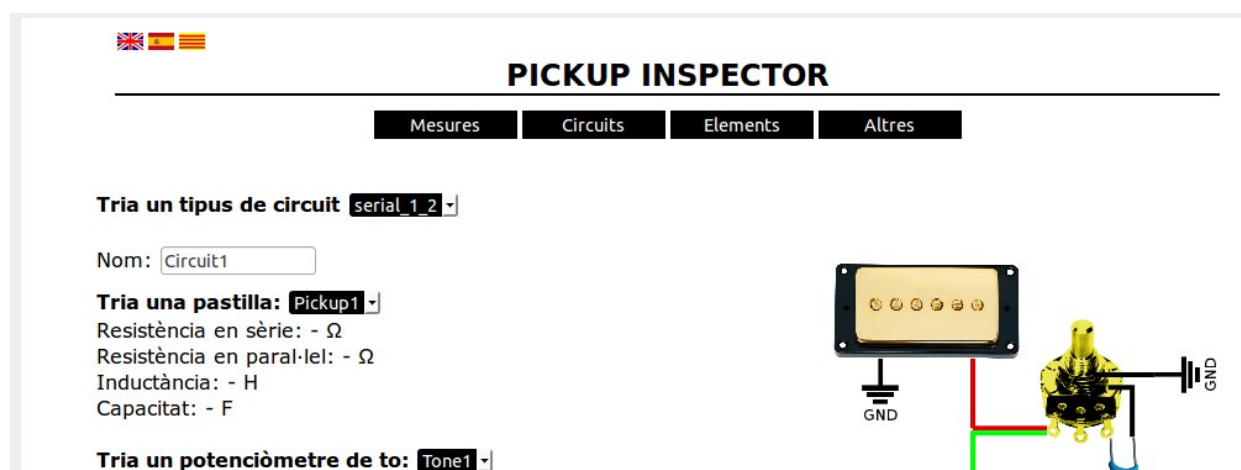 PICKUP INSPECTOR
Mesures Circuits Elements Altres
Tria un tipus de circuit serial_1_2
Nom: Circuit1
Tria una pastilla: Pickup1
Resistència en sèrie: - Ω
Resistència en paral·lel: - Ω
Inductància: - H
Capacitat: - F
GND
GND
Tria un potenciòmetre de to: Tone1